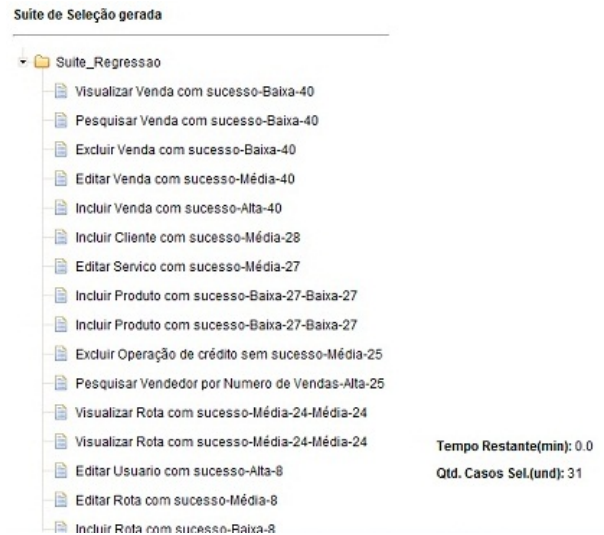 Suíte de Seleção gerada
Suite_Regressao
Visualizar Venda com sucesso-Baixa-40
Pesquisar Venda com sucesso-Baixa-40
Excluir Venda com sucesso-Baixa-40
Editar Venda com sucesso-Média-40
Incluir Venda com sucesso-Alta-40
Incluir Cliente com sucesso-Média-28
Editar Servico com sucesso-Média-27
Incluir Produto com sucesso-Baixa-27-Baixa-27
Incluir Produto com sucesso-Baixa-27-Baixa-27
Excluir Operação de crédito sem sucesso-Média-25
Pesquisar Vendedor por Numero de Vendas-Alta-25
Visualizar Rota com sucesso-Média-24-Média-24
Visualizar Rota com sucesso-Média-24-Média-24
Tempo Restante(min): 0.0
Editar Usuario com sucesso-Alta-8
Qtd. Casos Sel.(und): 31
Editar Rota com sucesso-Média-8
Incluir Rota com sucesso-Baixa-8